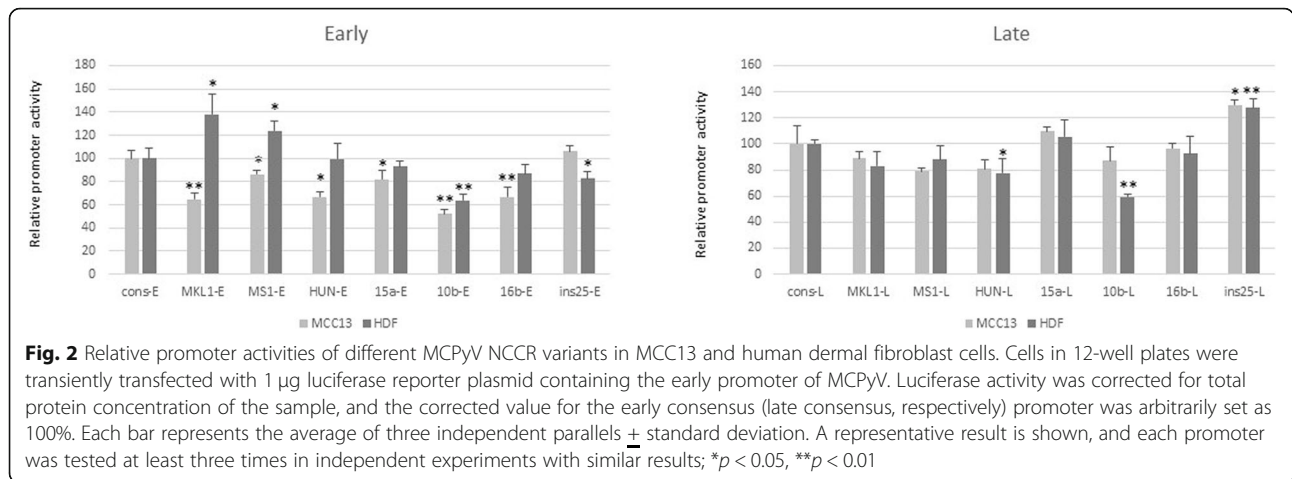 Early
Relative promoter activity
180
160
140
120
100
80
60
40
20
0
** * * * * * ** ** ** *
cons-E MKL1-E MS1-E HUN-E 15a-E 10b-E 16b-E ins25-E
MCC13 HDF
Late
Relative promoter activity
160
140
120
100
80
60
40
20
0
* ** * **
cons-L MKL1-L MS1-L HUN-L 15a-L 10b-L 16b-L ins25-L
MCC13 HDF
Fig. 2 Relative promoter activities of different MCPyV NCCR variants in MCC13 and human dermal fibroblast cells. Cells in 12-well plates were
transiently transfected with 1 μg luciferase reporter plasmid containing the early promoter of MCPyV. Luciferase activity was corrected for total
protein concentration of the sample, and the corrected value for the early consensus (late consensus, respectively) promoter was arbitrarily set as
100%. Each bar represents the average of three independent parallels + standard deviation. A representative result is shown, and each promoter
was tested at least three times in independent experiments with similar results; *p < 0.05, **p < 0.01